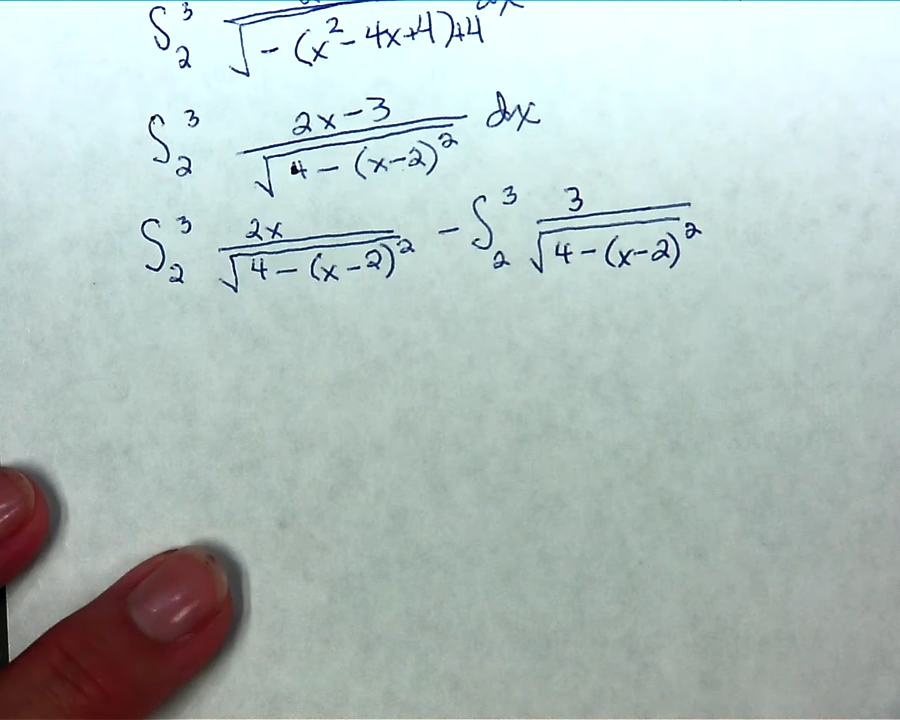 ∫₂³ √(-(x²-4x+4)+4) dx
∫₂³ (2x-3)/√(4-(x-2)²) dx
∫₂³ 2x/√(4-(x-2)²) - ∫₂³ 3/√(4-(x-2)²)